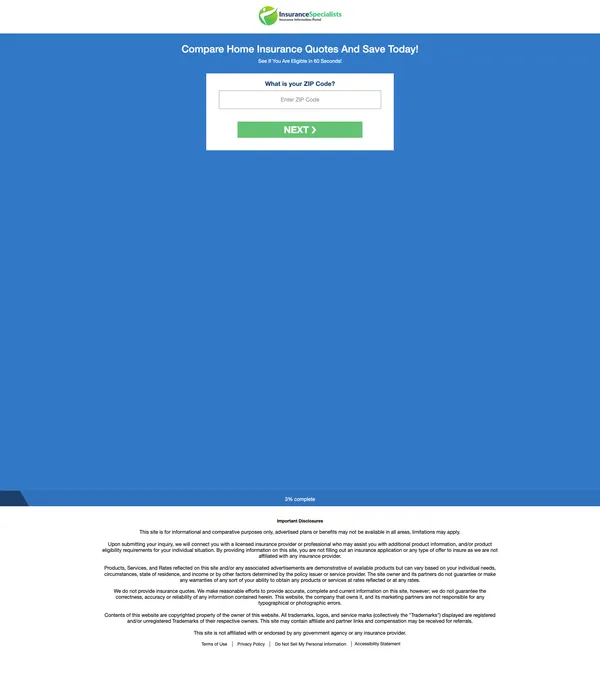 InsuranceSpecialists
Insurance Information Portal
Compare Home Insurance Quotes And Save Today!
See If You Are Eligible in 60 Seconds!
What is your ZIP Code?
Enter ZIP Code
NEXT
3% complete
Important Disclosures
This site is for informational and comparative purposes only, advertised plans or benefits may not be available in all areas, limitations may apply.
Upon submitting your inquiry, we will connect you with a licensed insurance provider or professional who may assist you with additional product information, and/or product
eligibility requirements for your individual situation. By providing information on this site, you are not filling out an insurance application or any type of offer to insure as we are not
affiliated with any insurance provider.
Products, Services, and Rates reflected on this site and/or any associated advertisements are demonstrative of available products but can vary based on your individual needs,
circumstances, state of residence, and income or by other factors determined by the policy issuer or service provider. The site owner and its partners do not guarantee or make
any warranties of any sort of your ability to obtain any products or services at rates reflected or at any rates.
We do not provide insurance quotes. We make reasonable efforts to provide accurate, complete and current information on this site, however; we do not guarantee the
correctness, accuracy or reliability of any information contained herein. This website, the company that owns it, and its marketing partners are not responsible for any
typographical or photographic errors.
Contents of this website are copyrighted property of the owner of this website. All trademarks, logos, and service marks (collectively the "Trademarks") displayed are registered
and/or unregistered Trademarks of their respective owners. This site may contain affiliate and partner links and compensation may be received for referrals.
This site is not affiliated with or endorsed by any government agency or any insurance provider.
Terms of Use | Privacy Policy | Do Not Sell My Personal Information | Accessibility Statement